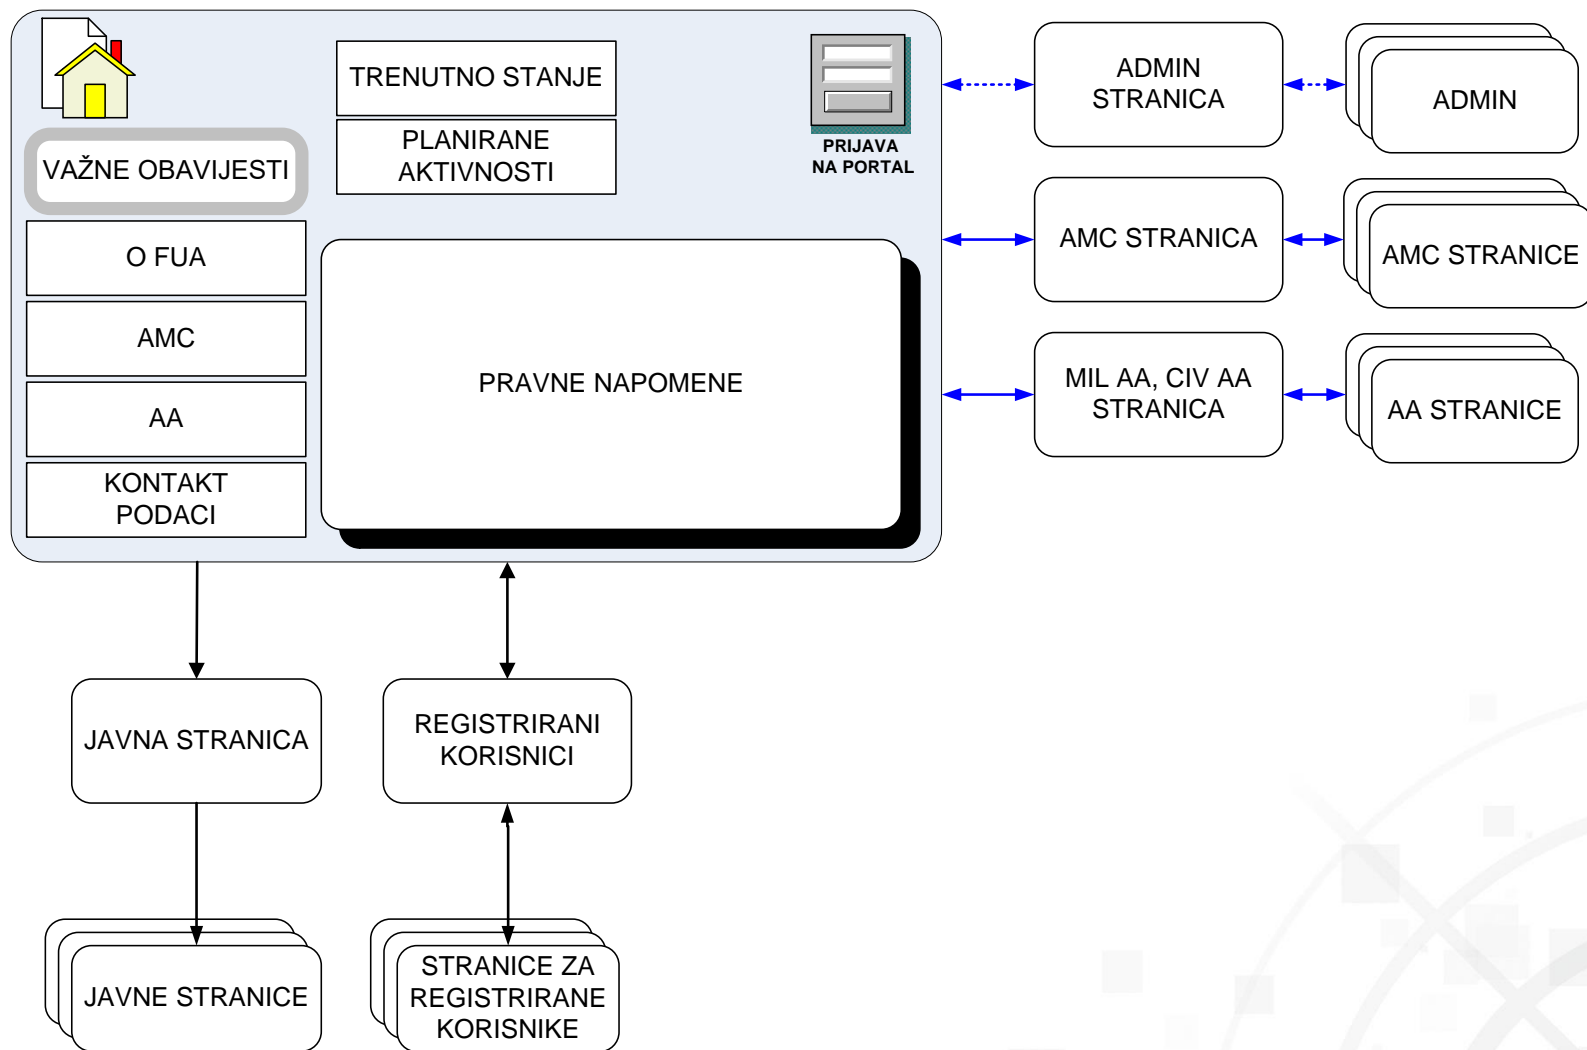 TRENUTNO STANJE
PLANIRANE
AKTIVNOSTI
PRIJAVA
NA PORTAL
VAŽNE OBAVIJESTI
O FUA
AMC
AA
KONTAKT
PODACI
PRAVNE NAPOMENE
ADMIN
STRANICA
ADMIN
AMC STRANICA
AMC STRANICE
MIL AA, CIV AA
STRANICA
AA STRANICE
JAVNA STRANICA
REGISTRIRANI
KORISNICI
JAVNE STRANICE
STRANICE ZA
REGISTRIRANE
KORISNIKE